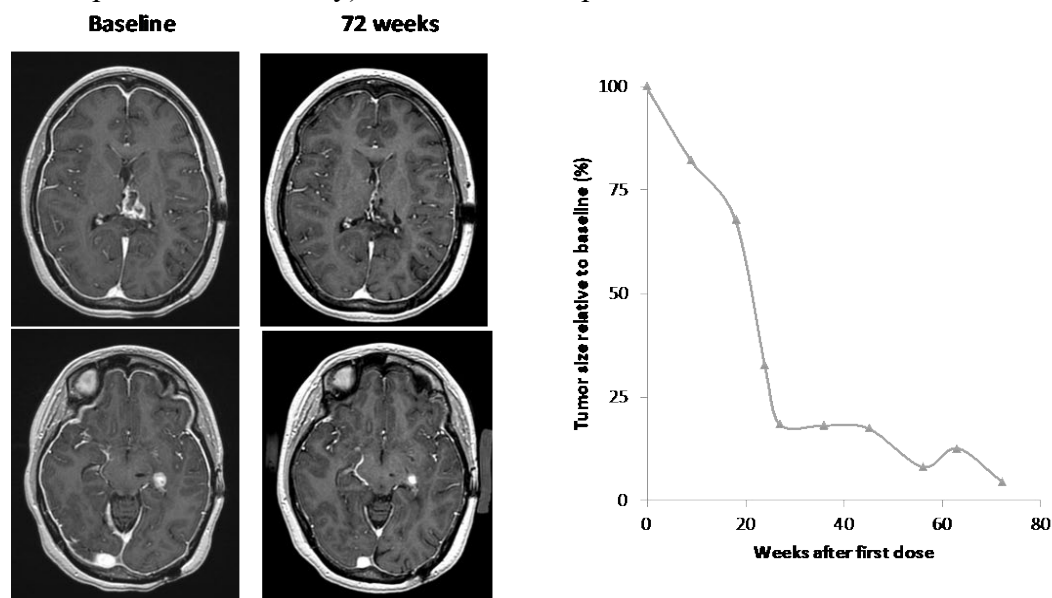 Baseline
72 weeks
100
75
50
25
0
Tumor size relative to baseline (%)
0 20 40 60 80
Weeks after first dose